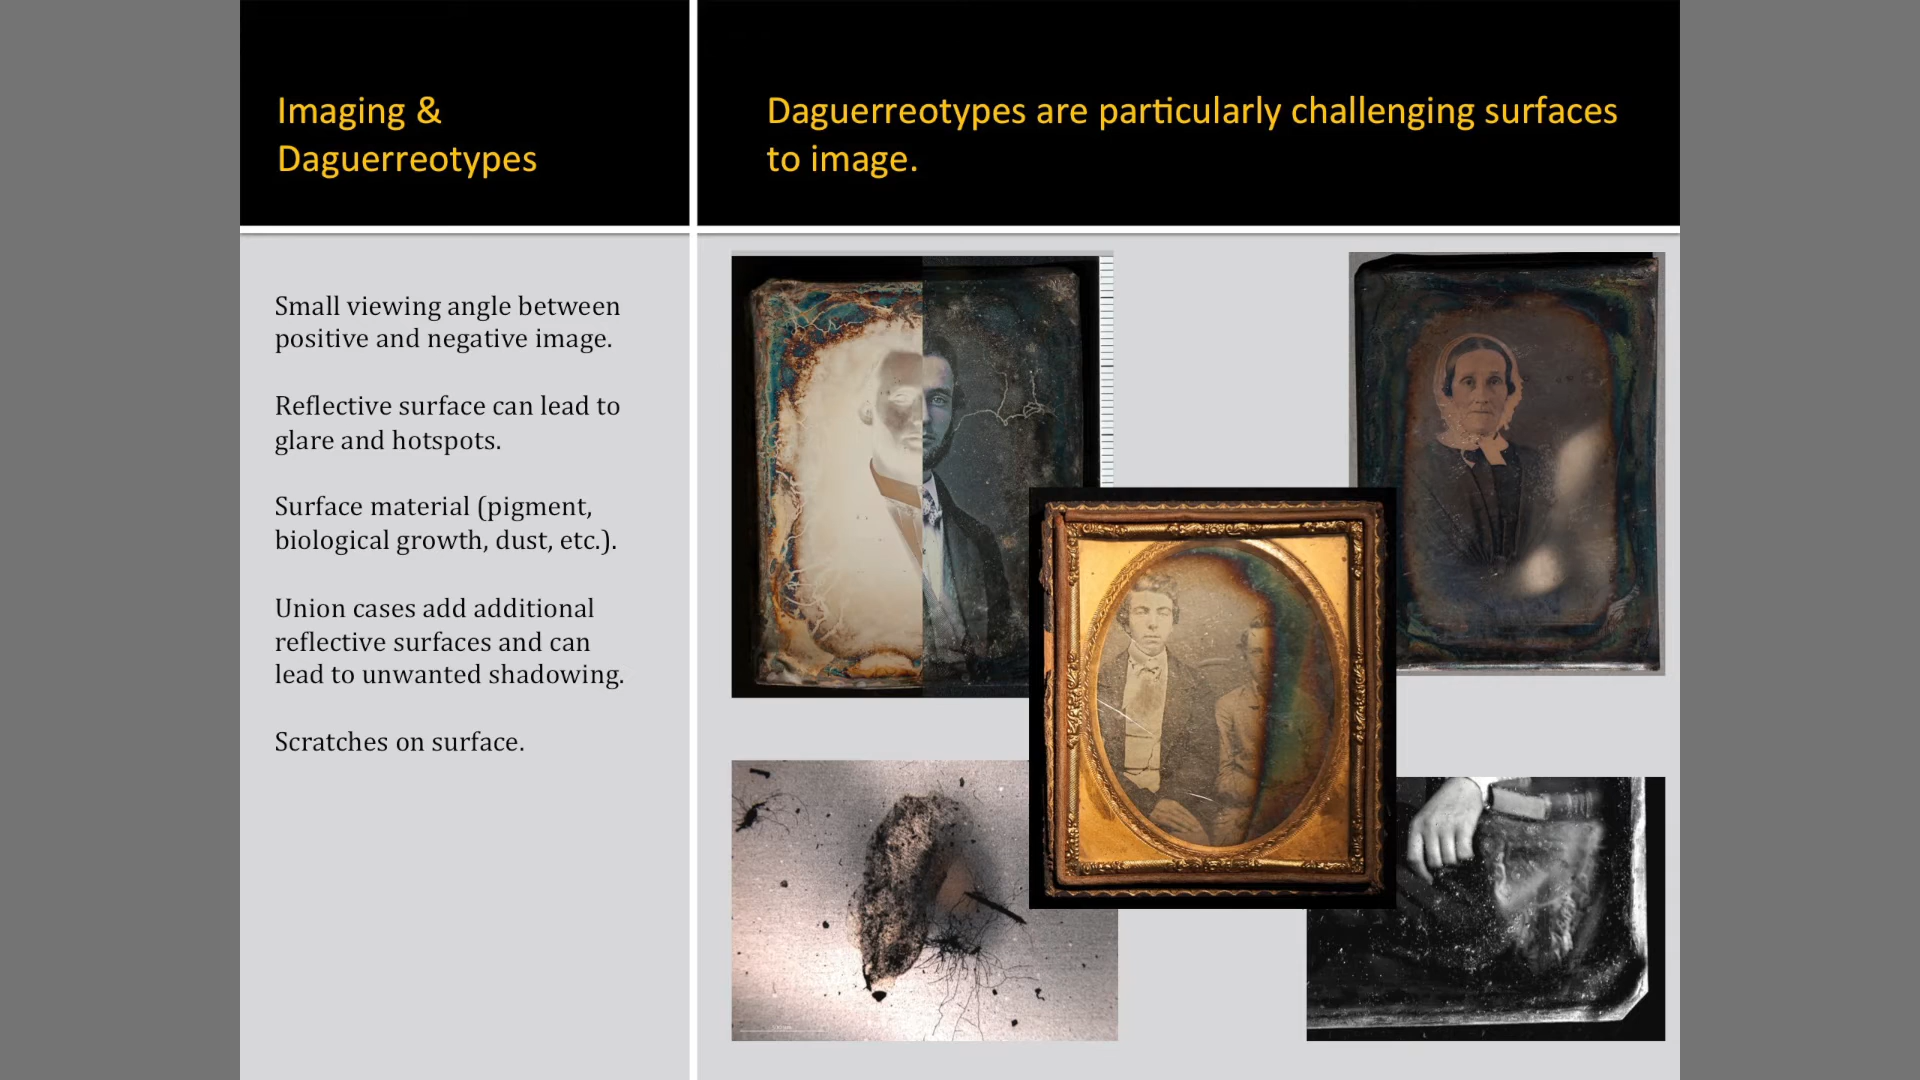 Imaging &
Daguerreotypes
Daguerreotypes are particularly challenging surfaces
to image.
Small viewing angle between
positive and negative image.
Reflective surface can lead to
glare and hotspots.
Surface material (pigment,
biological growth, dust, etc.).
Union cases add additional
reflective surfaces and can
lead to unwanted shadowing.
Scratches on surface.